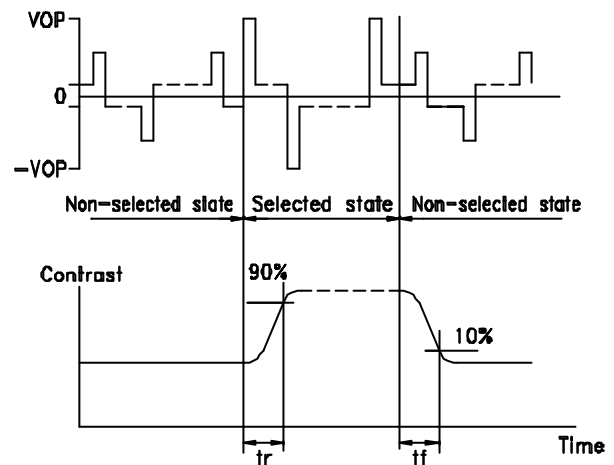 VOP
0
-VOP
Non-selected state
Selected state
Non-selected state
Contrast
90%
10%
Time
tr
tf